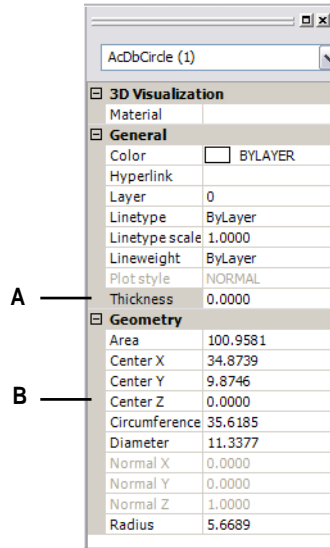 AcDbCircle (1)
3D Visualization
Material
General
Color BYLAYER
Hyperlink
Layer 0
Linetype ByLayer
Linetype scale 1.0000
Lineweight ByLayer
Plot style NORMAL
A Thickness 0.0000
Geometry
Area 100.9581
Center X 34.8739
Center Y 9.8746
B Center Z 0.0000
Circumference 35.6185
Diameter 11.3377
Normal X 0.0000
Normal Y 0.0000
Normal Z 1.0000
Radius 5.6689